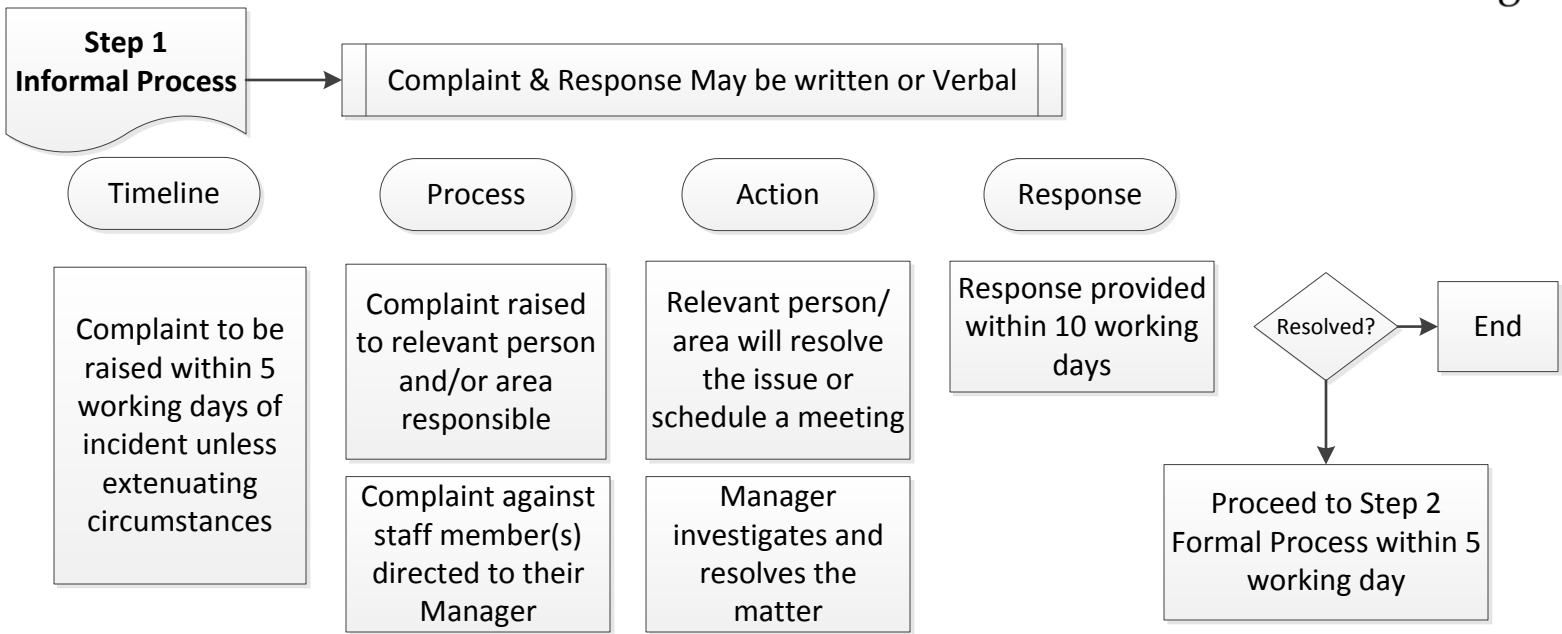 Step 1
Informal Process
Complaint & Response May be written or Verbal
Timeline
Process
Action
Response
Complaint to be
raised within 5
working days of
incident unless
extenuating
circumstances
Complaint raised
to relevant person
and/or area
responsible
Relevant person/
area will resolve
the issue or
schedule a meeting
Response provided
within 10 working
days
Resolved?
End
Complaint against
staff member(s)
directed to their
Manager
Manager
investigates and
resolves the
matter
Proceed to Step 2
Formal Process within 5
working day